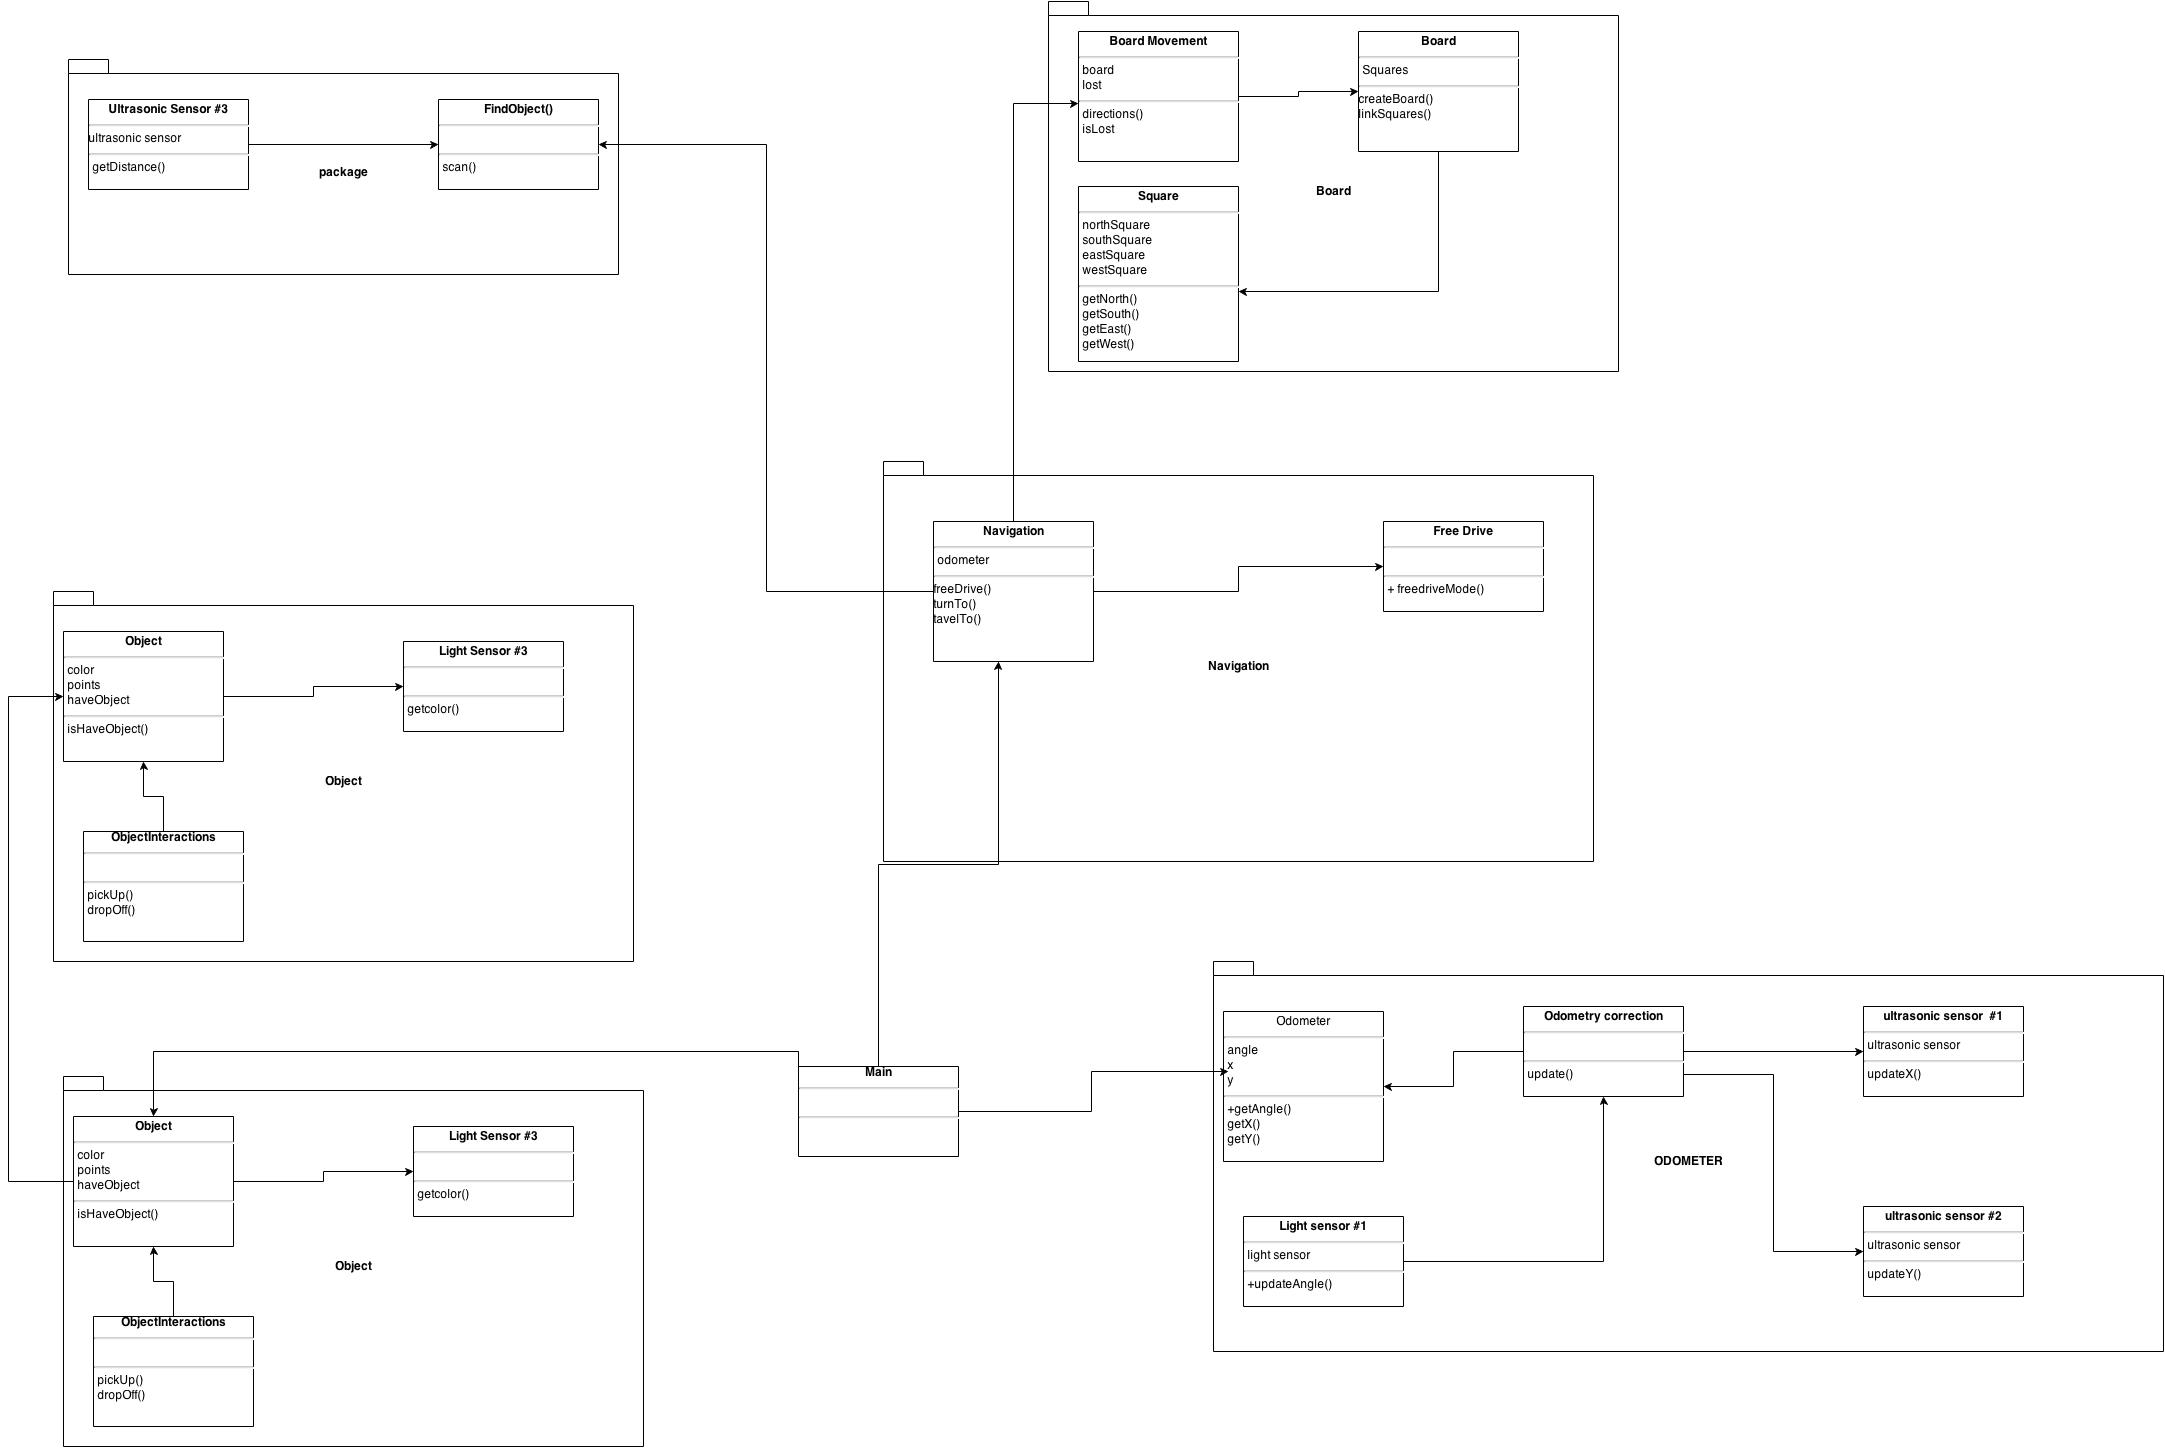 Board Movement
board
lost
directions()
isLost
Board
Squares
createBoard()
linkSquares()
Board
Square
northSquare
southSquare
eastSquare
westSquare
getNorth()
getSouth()
getEast()
getWest()
Ultrasonic Sensor #3
ultrasonic sensor
getDistance()
package
FindObject()
scan()
Navigation
odometer
freeDrive()
turnTo()
tavelTo()
Free Drive
+ freedriveMode()
Navigation
Object
color
points
haveObject
isHaveObject()
Light Sensor #3
getcolor()
Object
ObjectInteractions
pickUp()
dropOff()
Main
Odometer
angle
x
y
+getAngle()
getX()
getY()
Odometry correction
update()
ultrasonic sensor  #1
ultrasonic sensor
updateX()
ODOMETER
Light sensor #1
light sensor
+updateAngle()
ultrasonic sensor #2
ultrasonic sensor
updateY()
Object
color
points
haveObject
isHaveObject()
Light Sensor #3
getcolor()
Object
ObjectInteractions
pickUp()
dropOff()